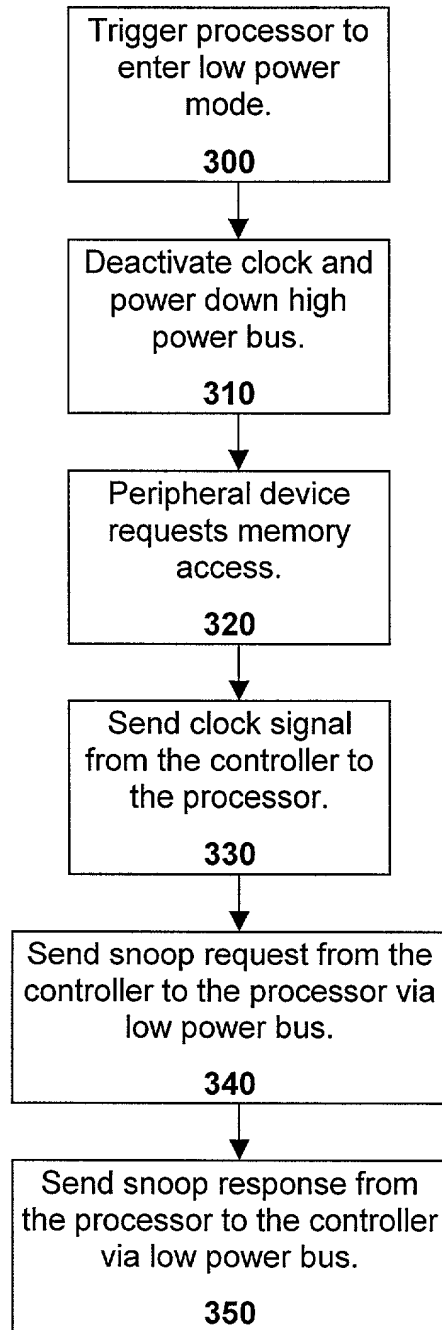 Trigger processor to
enter low power
mode.
300
Deactivate clock and
power down high
power bus.
310
Peripheral device
requests memory
access.
320
Send clock signal
from the controller to
the processor.
330
Send snoop request from the
controller to the processor via
low power bus.
340
Send snoop response from
the processor to the controller
via low power bus.
350